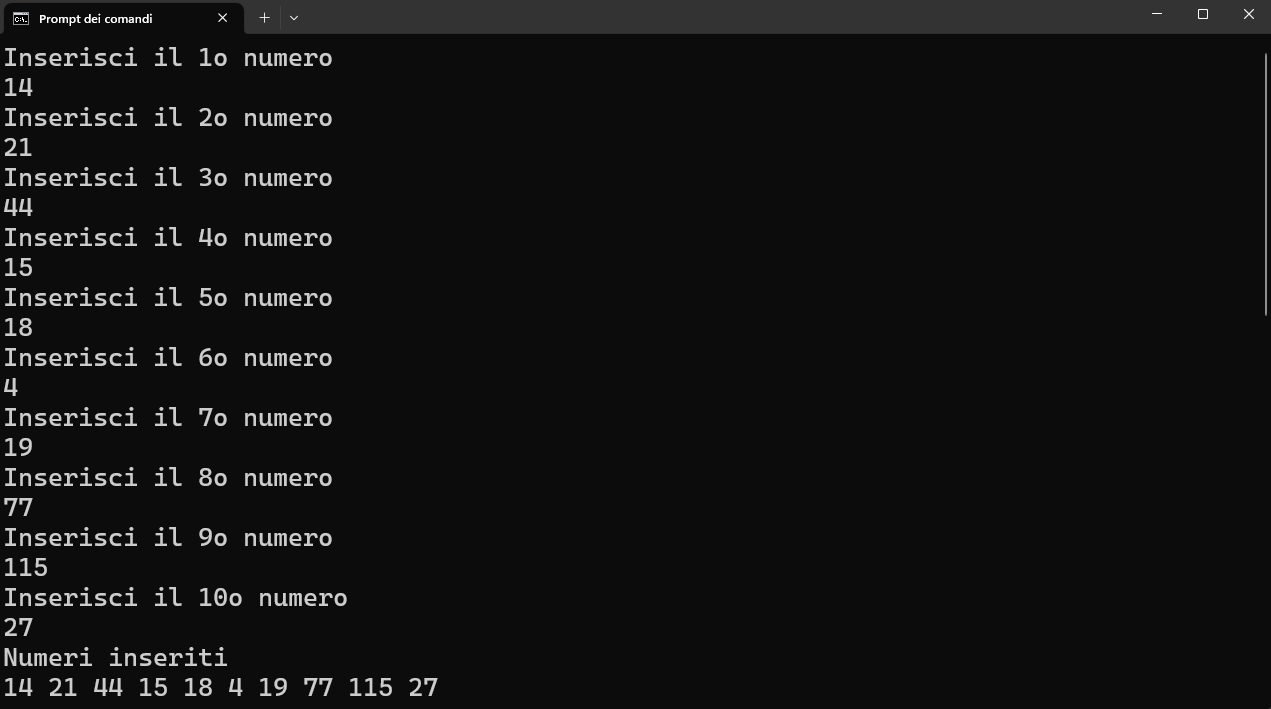 Prompt dei comandi
Inserisci il 1o numero
14
Inserisci il 2o numero
21
Inserisci il 3o numero
44
Inserisci il 4o numero
15
Inserisci il 5o numero
18
Inserisci il 6o numero
4
Inserisci il 7o numero
19
Inserisci il 8o numero
77
Inserisci il 9o numero
115
Inserisci il 10o numero
27
Numeri inseriti
14 21 44 15 18 4 19 77 115 27